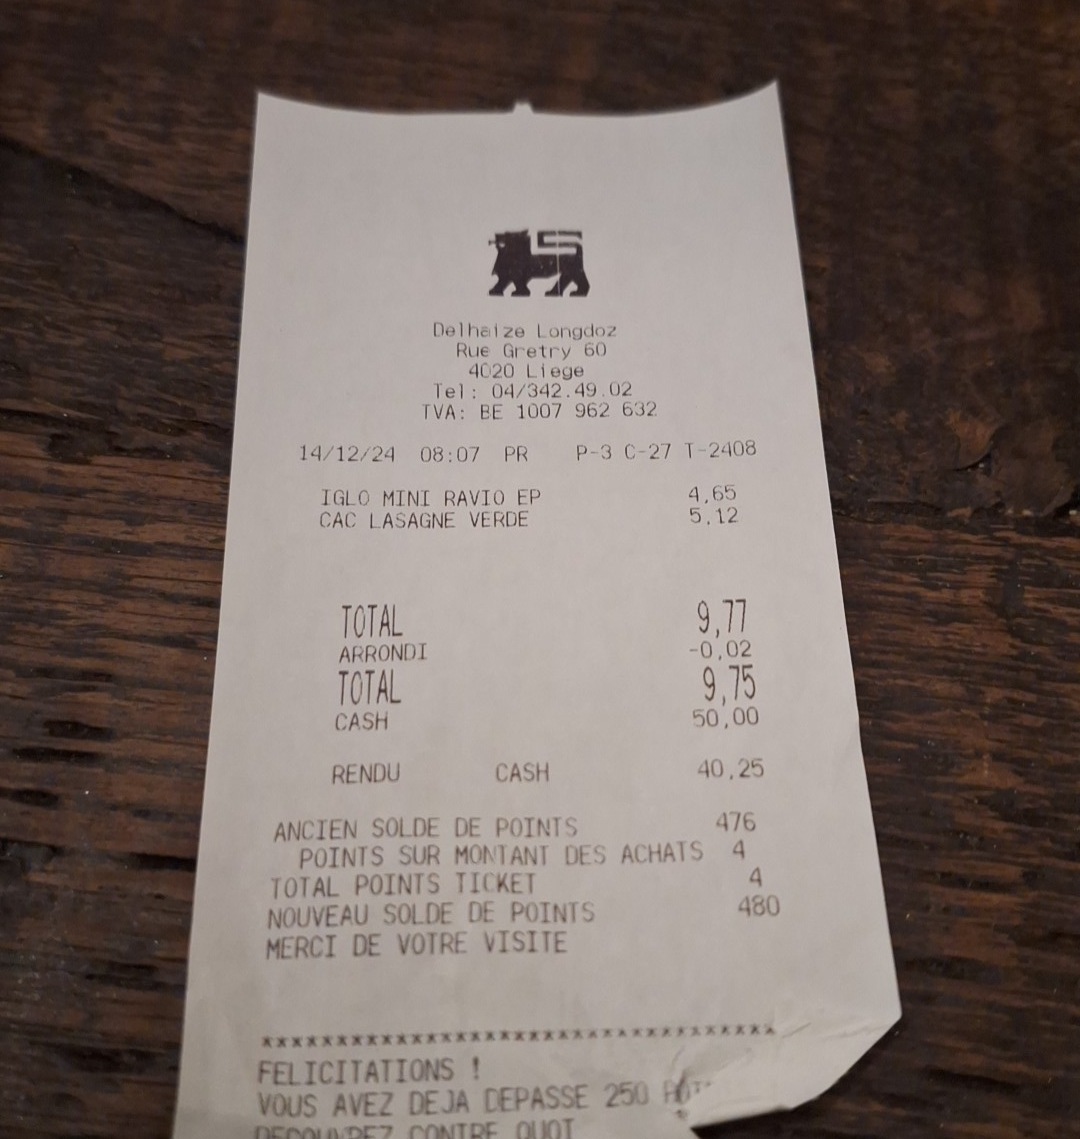 Delhaize Longdoz
Rue Gretry 60
4020 Liege
Tel: 04/342.49.02
TVA: BE 1007 962 632
14/12/24 08:07 PR P-3 C-27 T-2408
IGLO MINI RAVIO EP 4,65
CAC LASAGNE VERDE 5,12
TOTAL 9,77
ARRONDI -0,02
TOTAL 9,75
CASH 50,00
RENDU CASH 40,25
ANCIEN SOLDE DE POINTS 476
POINTS SUR MONTANT DES ACHATS 4
TOTAL POINTS TICKET 4
NOUVEAU SOLDE DE POINTS 480
MERCI DE VOTRE VISITE
***********************************
FELICITATIONS !
VOUS AVEZ DEJA DEPASSE 250
DECOUVREZ CONTRE QUOI